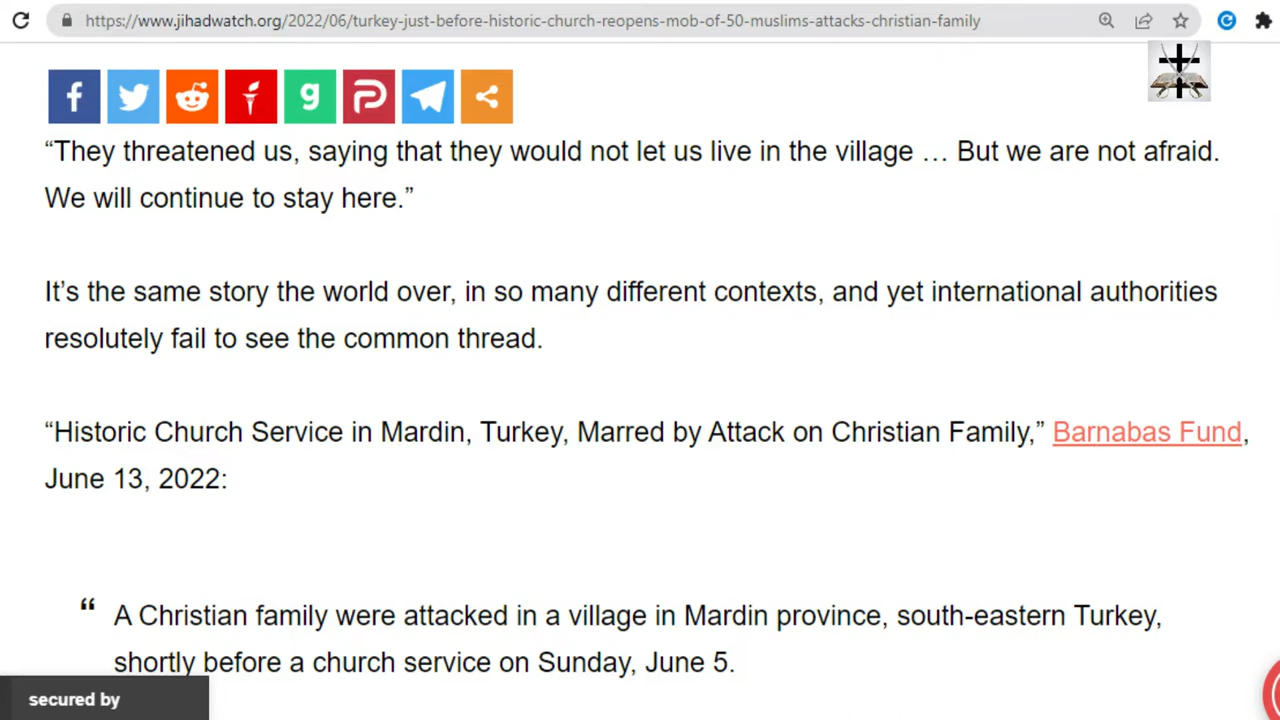 https://www.jihadwatch.org/2022/06/turkey-just-before-historic-church-reopens-mob-of-50-muslims-attacks-christian-family
“They threatened us, saying that they would not let us live in the village … But we are not afraid.
We will continue to stay here.”
It’s the same story the world over, in so many different contexts, and yet international authorities
resolutely fail to see the common thread.
“Historic Church Service in Mardin, Turkey, Marred by Attack on Christian Family,” Barnabas Fund,
June 13, 2022:
“ A Christian family were attacked in a village in Mardin province, south-eastern Turkey,
shortly before a church service on Sunday, June 5.
secured by